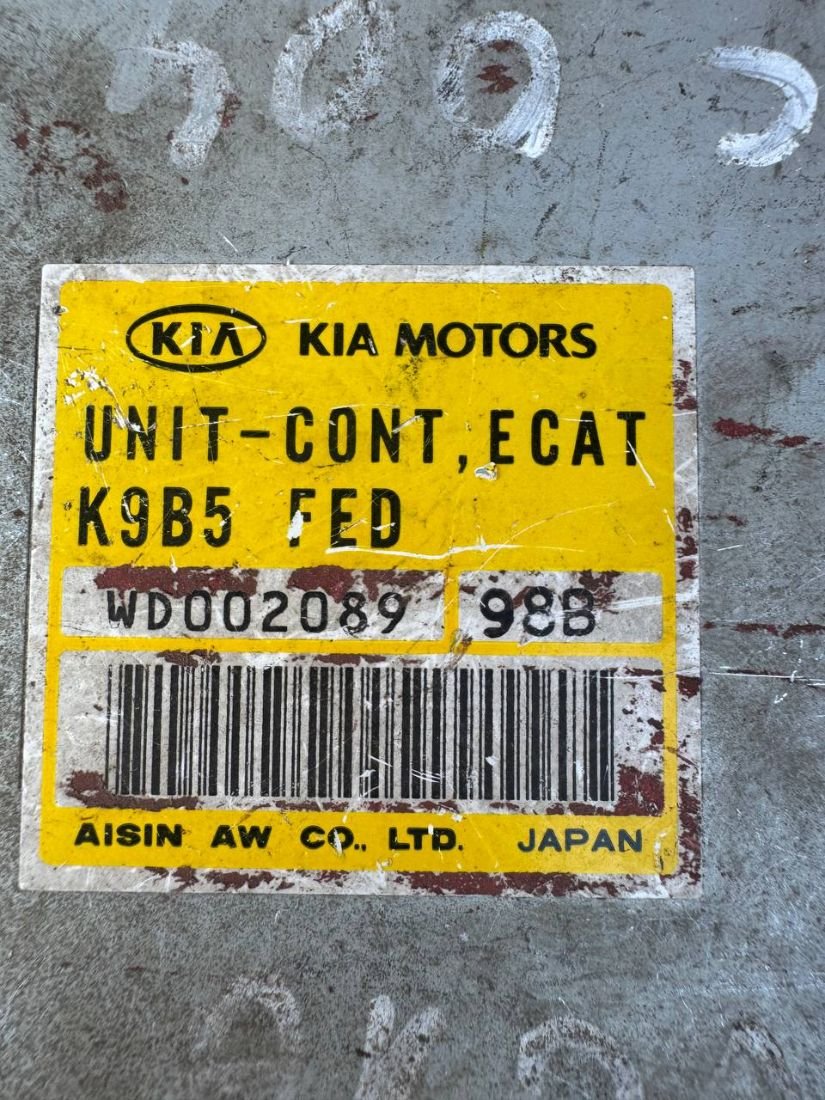 KIA KIA MOTORS
UNIT-CONT, ECAT
K9B5 FED
WD002089 98B
AISIN AW CO., LTD. JAPAN